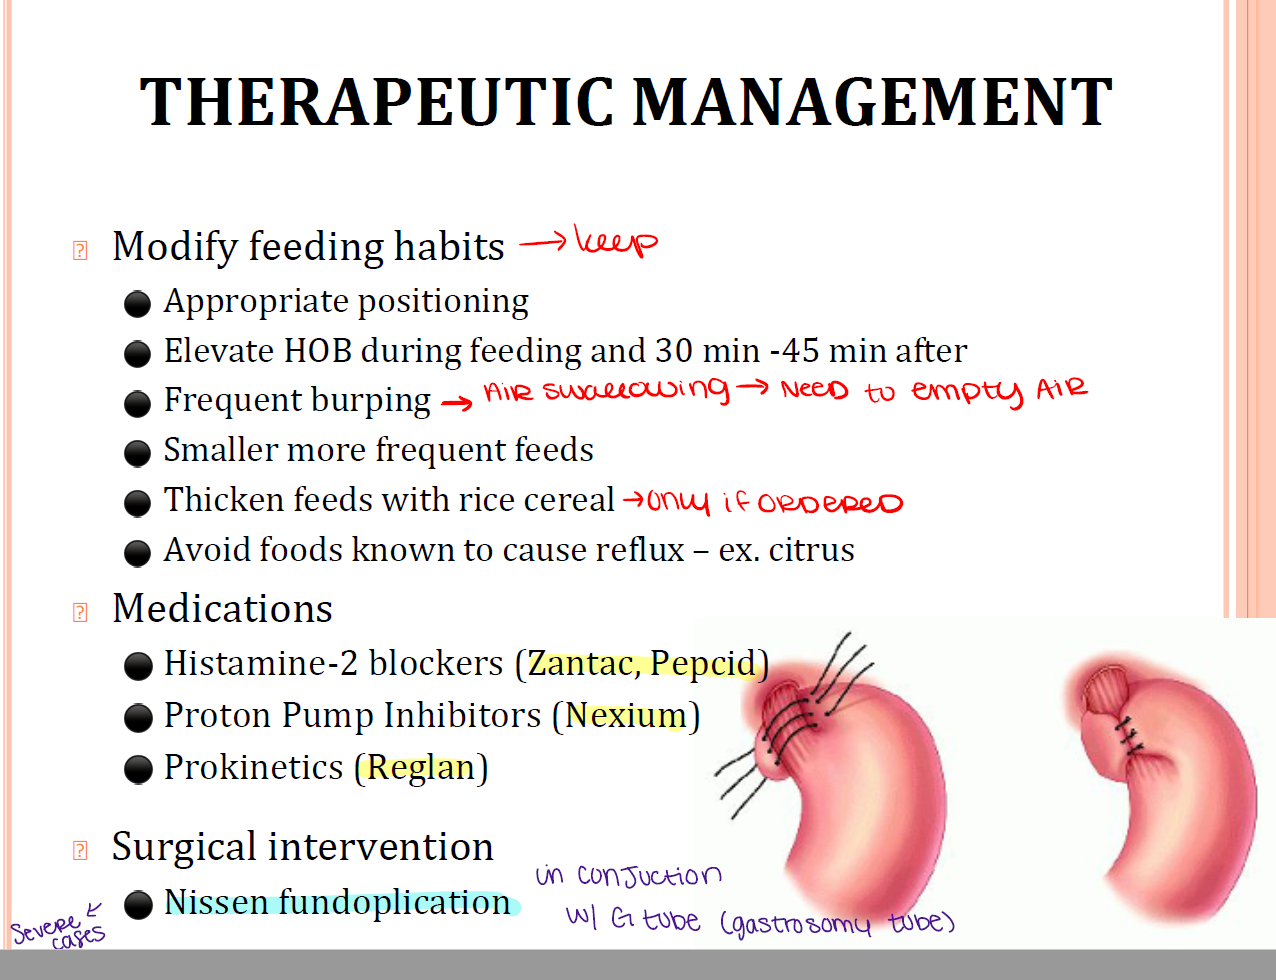 THERAPEUTIC MANAGEMENT
Modify feeding habits → keep
Appropriate positioning
Elevate HOB during feeding and 30 min -45 min after
Frequent burping → AIR swallowing → NEED to empty AIR
Smaller more frequent feeds
Thicken feeds with rice cereal → only if ORDERED
Avoid foods known to cause reflux – ex. citrus
Medications
Histamine-2 blockers (Zantac, Pepcid)
Proton Pump Inhibitors (Nexium)
Prokinetics (Reglan)
Surgical intervention
Nissen fundoplication
in conjuction
w/ G tube (gastrosomy tube)
Severe ←
cases